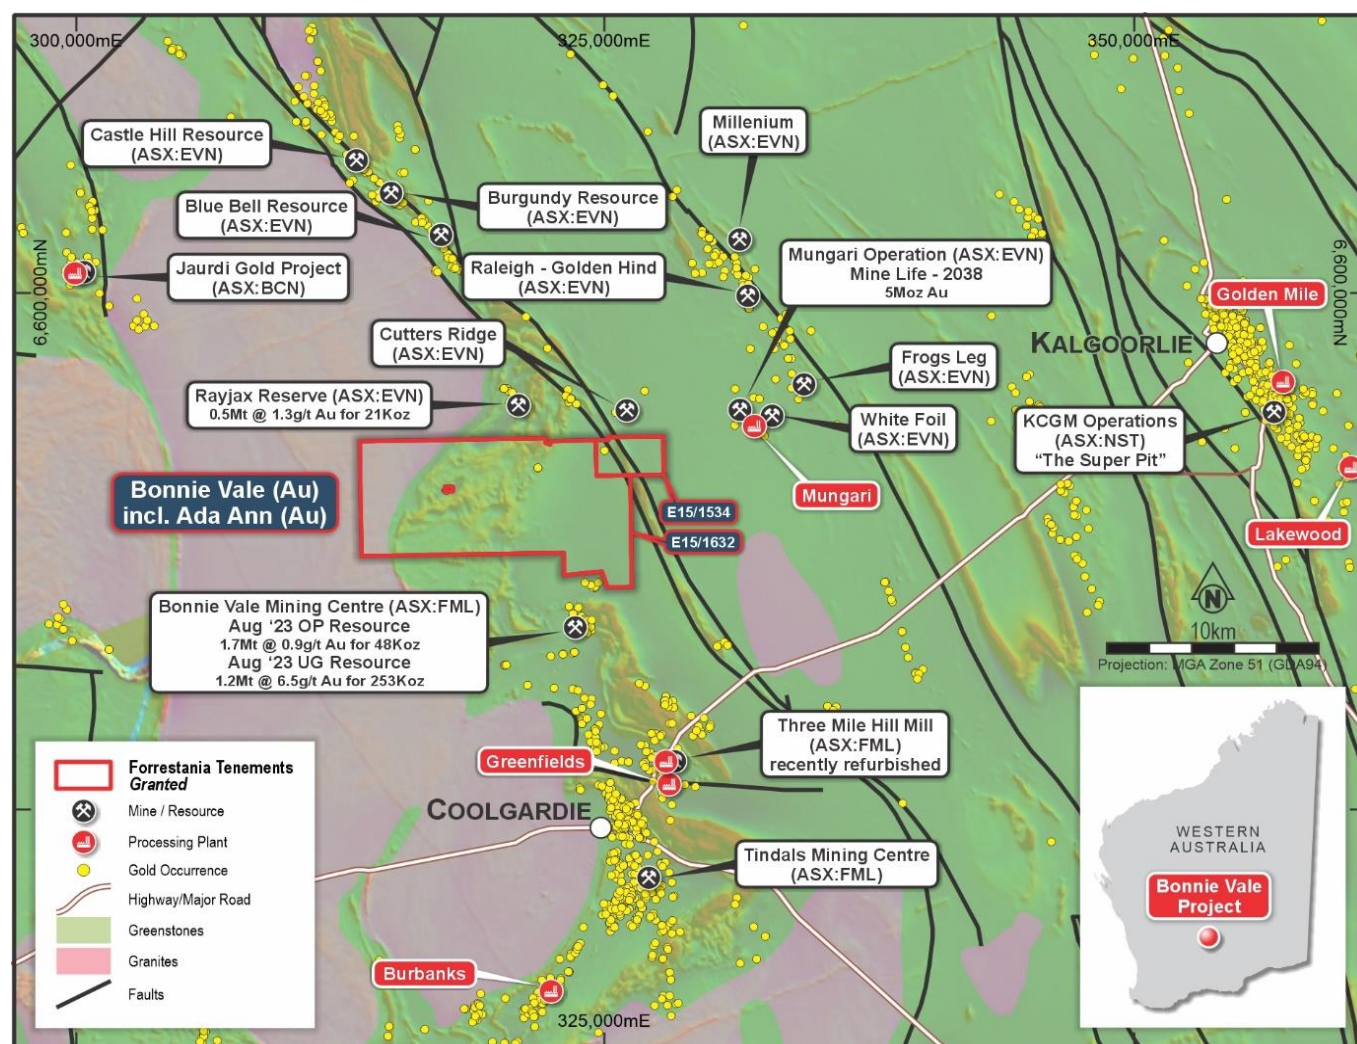 300,000mE
325,000mE
350,000mE
Castle Hill Resource
(ASX:EVN)
Millenium
(ASX:EVN)
Burgundy Resource
(ASX:EVN)
Blue Bell Resource
(ASX:EVN)
6,600,000mN
Jaurdi Gold Project
(ASX:BCN)
Raleigh - Golden Hind
(ASX:EVN)
Mungari Operation (ASX:EVN)
Mine Life - 2038
5Moz Au
6,600,000mN
Golden Mile
KALGOORLIE
Cutters Ridge
(ASX:EVN)
Frogs Leg
(ASX:EVN)
Rayjax Reserve (ASX:EVN)
0.5Mt @ 1.3g/t Au for 21Koz
White Foil
(ASX:EVN)
KCGM Operations
(ASX:NST)
“The Super Pit”
Bonnie Vale (Au)
incl. Ada Ann (Au)
Mungari
E15/1534
E15/1632
Lakewood
Bonnie Vale Mining Centre (ASX:FML)
Aug ‘23 OP Resource
1.7Mt @ 0.9g/t Au for 48Koz
Aug ‘23 UG Resource
1.2Mt @ 6.5g/t Au for 253Koz
N
10km
Projection: MGA Zone 51 (GDA94)
Three Mile Hill Mill
(ASX:FML)
recently refurbished
Greenfields
COOLGARDIE
Tindals Mining Centre
(ASX:FML)
Burbanks
325,000mE
Forrestania Tenements
Granted
Mine / Resource
Processing Plant
Gold Occurrence
Highway/Major Road
Greenstones
Granites
Faults
WESTERN
AUSTRALIA
Bonnie Vale
Project